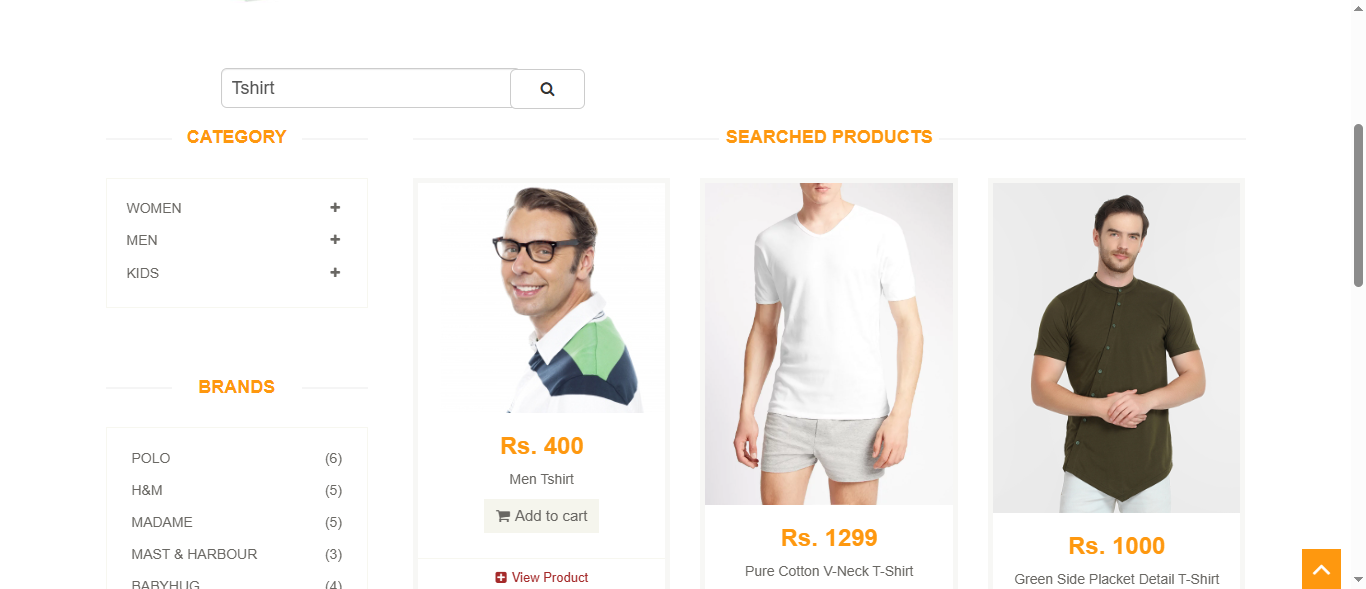 Tshirt
CATEGORY
WOMEN
MEN
KIDS
BRANDS
POLO (6)
H&M (5)
MADAME (5)
MAST & HARBOUR (3)
BABYHUG (4)
SEARCHED PRODUCTS
Rs. 400
Men Tshirt
Add to cart
View Product
Rs. 1299
Pure Cotton V-Neck T-Shirt
Rs. 1000
Green Side Placket Detail T-Shirt